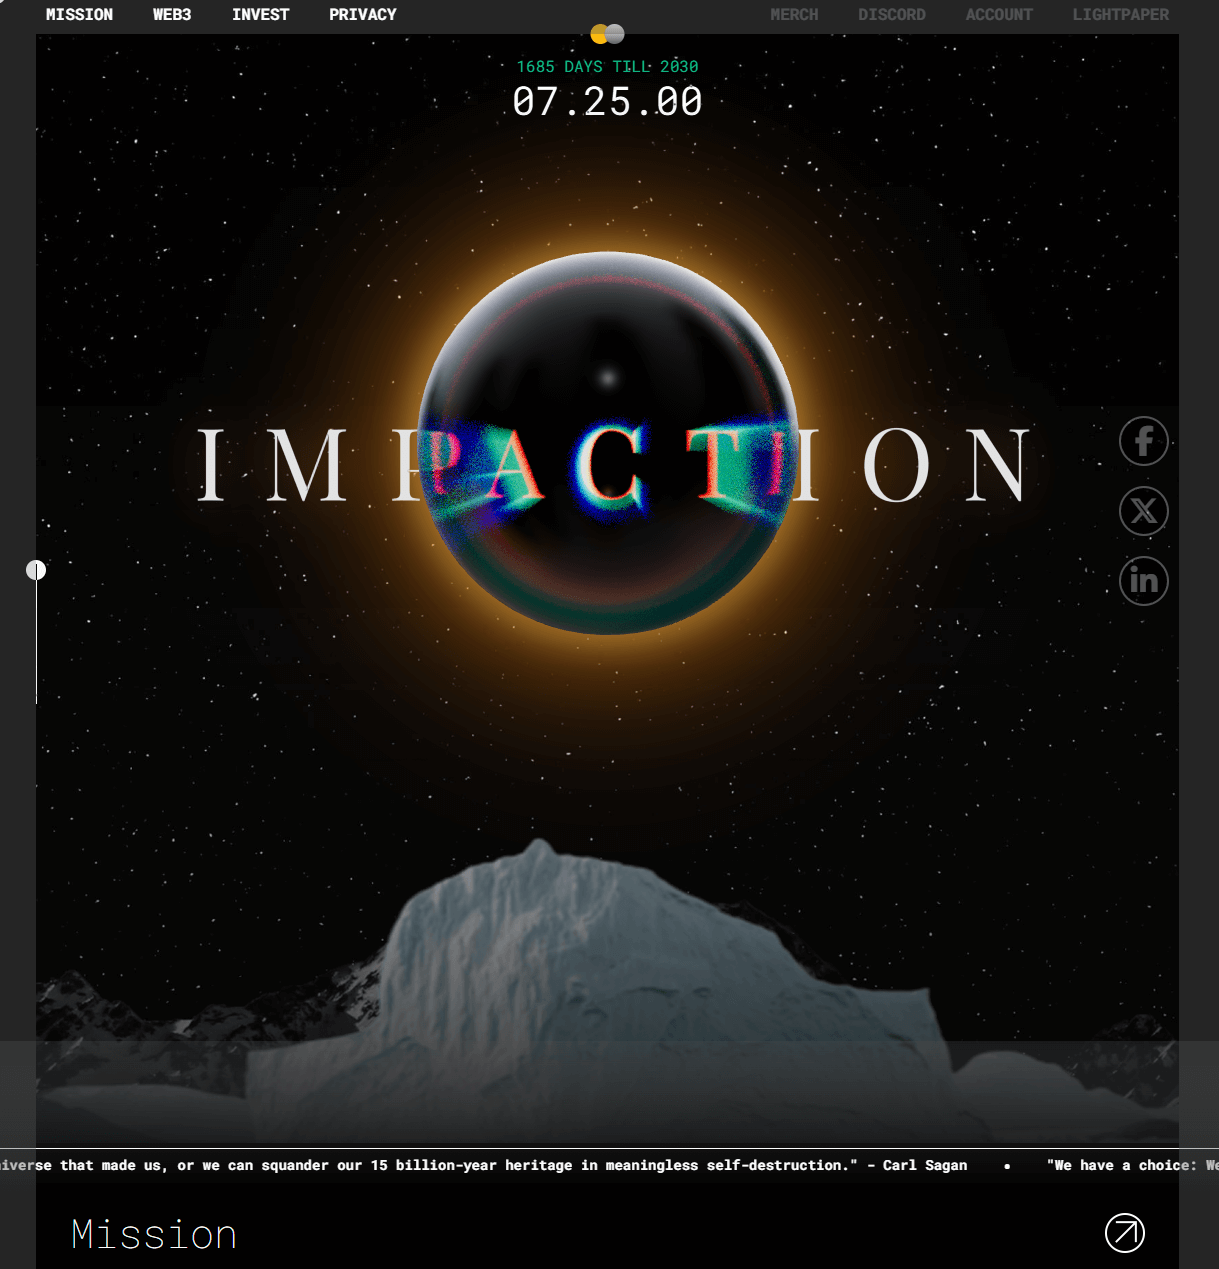 MISSION WEB3 INVEST PRIVACY MERCH DISCORD ACCOUNT LIGHTPAPER
1685 DAYS TILL 2030
07.25.00
IMPACTION
f
X
in
se that made us, or we can squander our 15 billion-year heritage in meaningless self-destruction." - Carl Sagan • "We have a choice: We
Mission